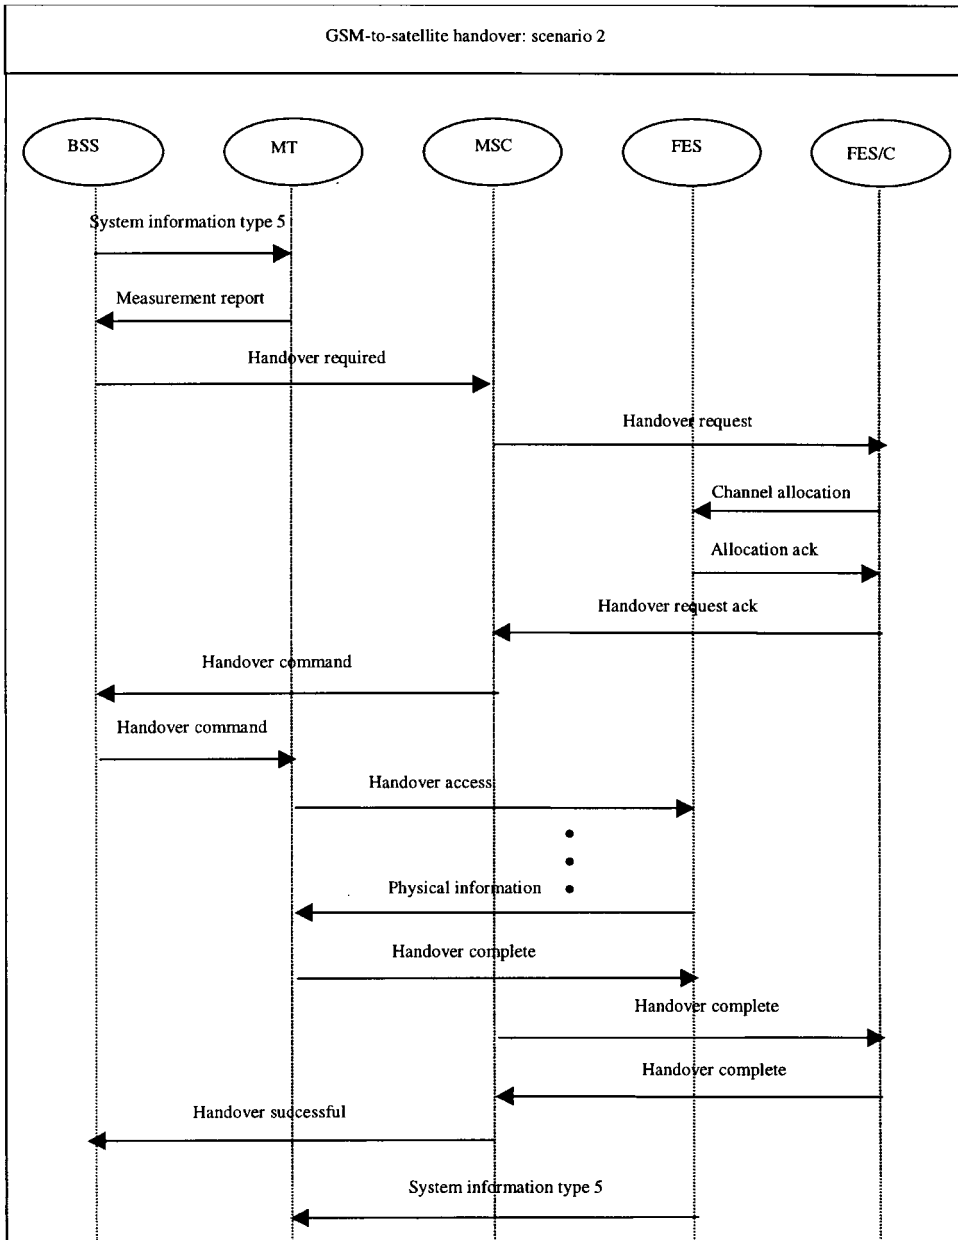 GSM-to-satellite handover: scenario 2
BSS
MT
MSC
FES
FES/C
System information type 5
Measurement report
Handover required
Handover request
Channel allocation
Allocation ack
Handover request ack
Handover command
Handover command
Handover access
Physical information
Handover complete
Handover complete
Handover complete
Handover successful
System information type 5